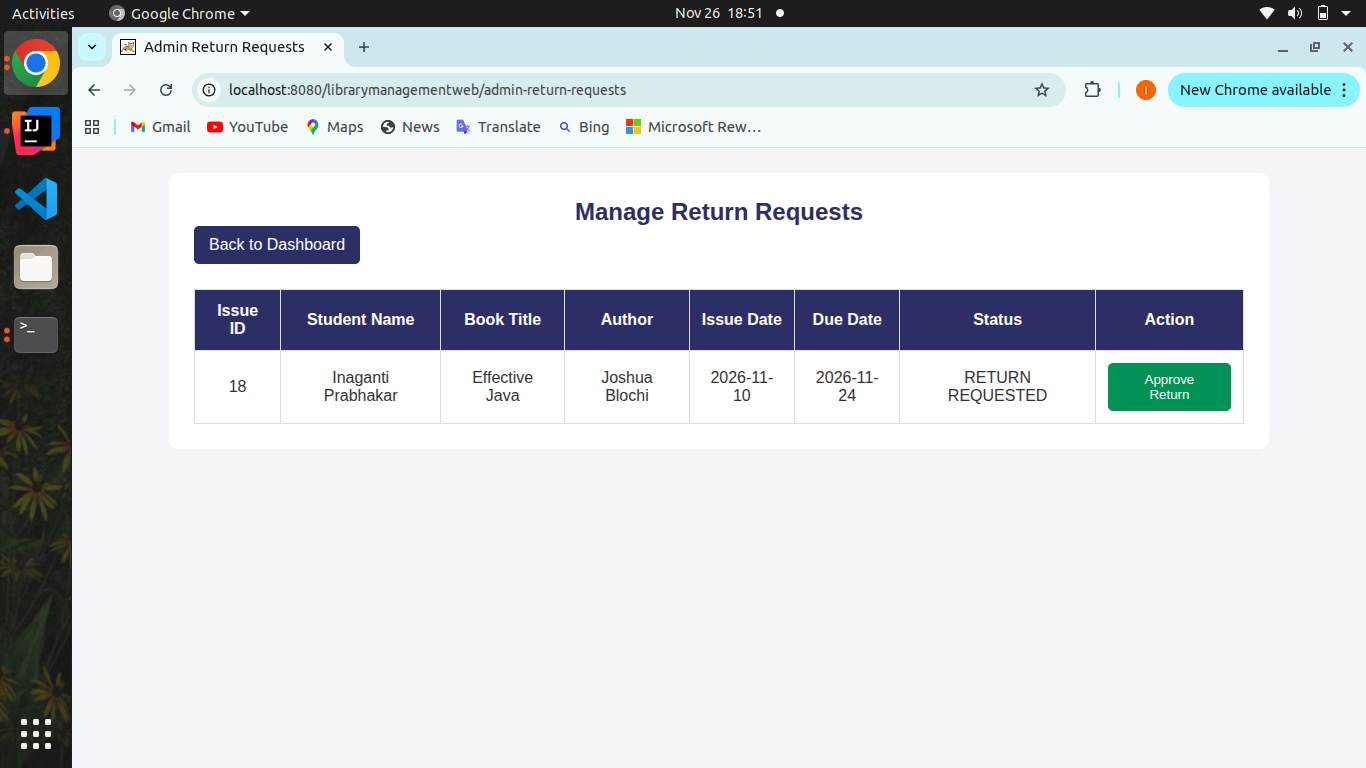 Activities
Google Chrome
Nov 26 18:51
Admin Return Requests
localhost:8080/librarymanagementweb/admin-return-requests
I
New Chrome available
Gmail
YouTube
Maps
News
Translate
Bing
Microsoft Rew…
Manage Return Requests
Back to Dashboard
Issue
ID
Student Name
Book Title
Author
Issue Date
Due Date
Status
Action
18
Inaganti
Prabhakar
Effective
Java
Joshua
Blochi
2026-11-
10
2026-11-
24
RETURN
REQUESTED
Approve
Return
IJ
>_